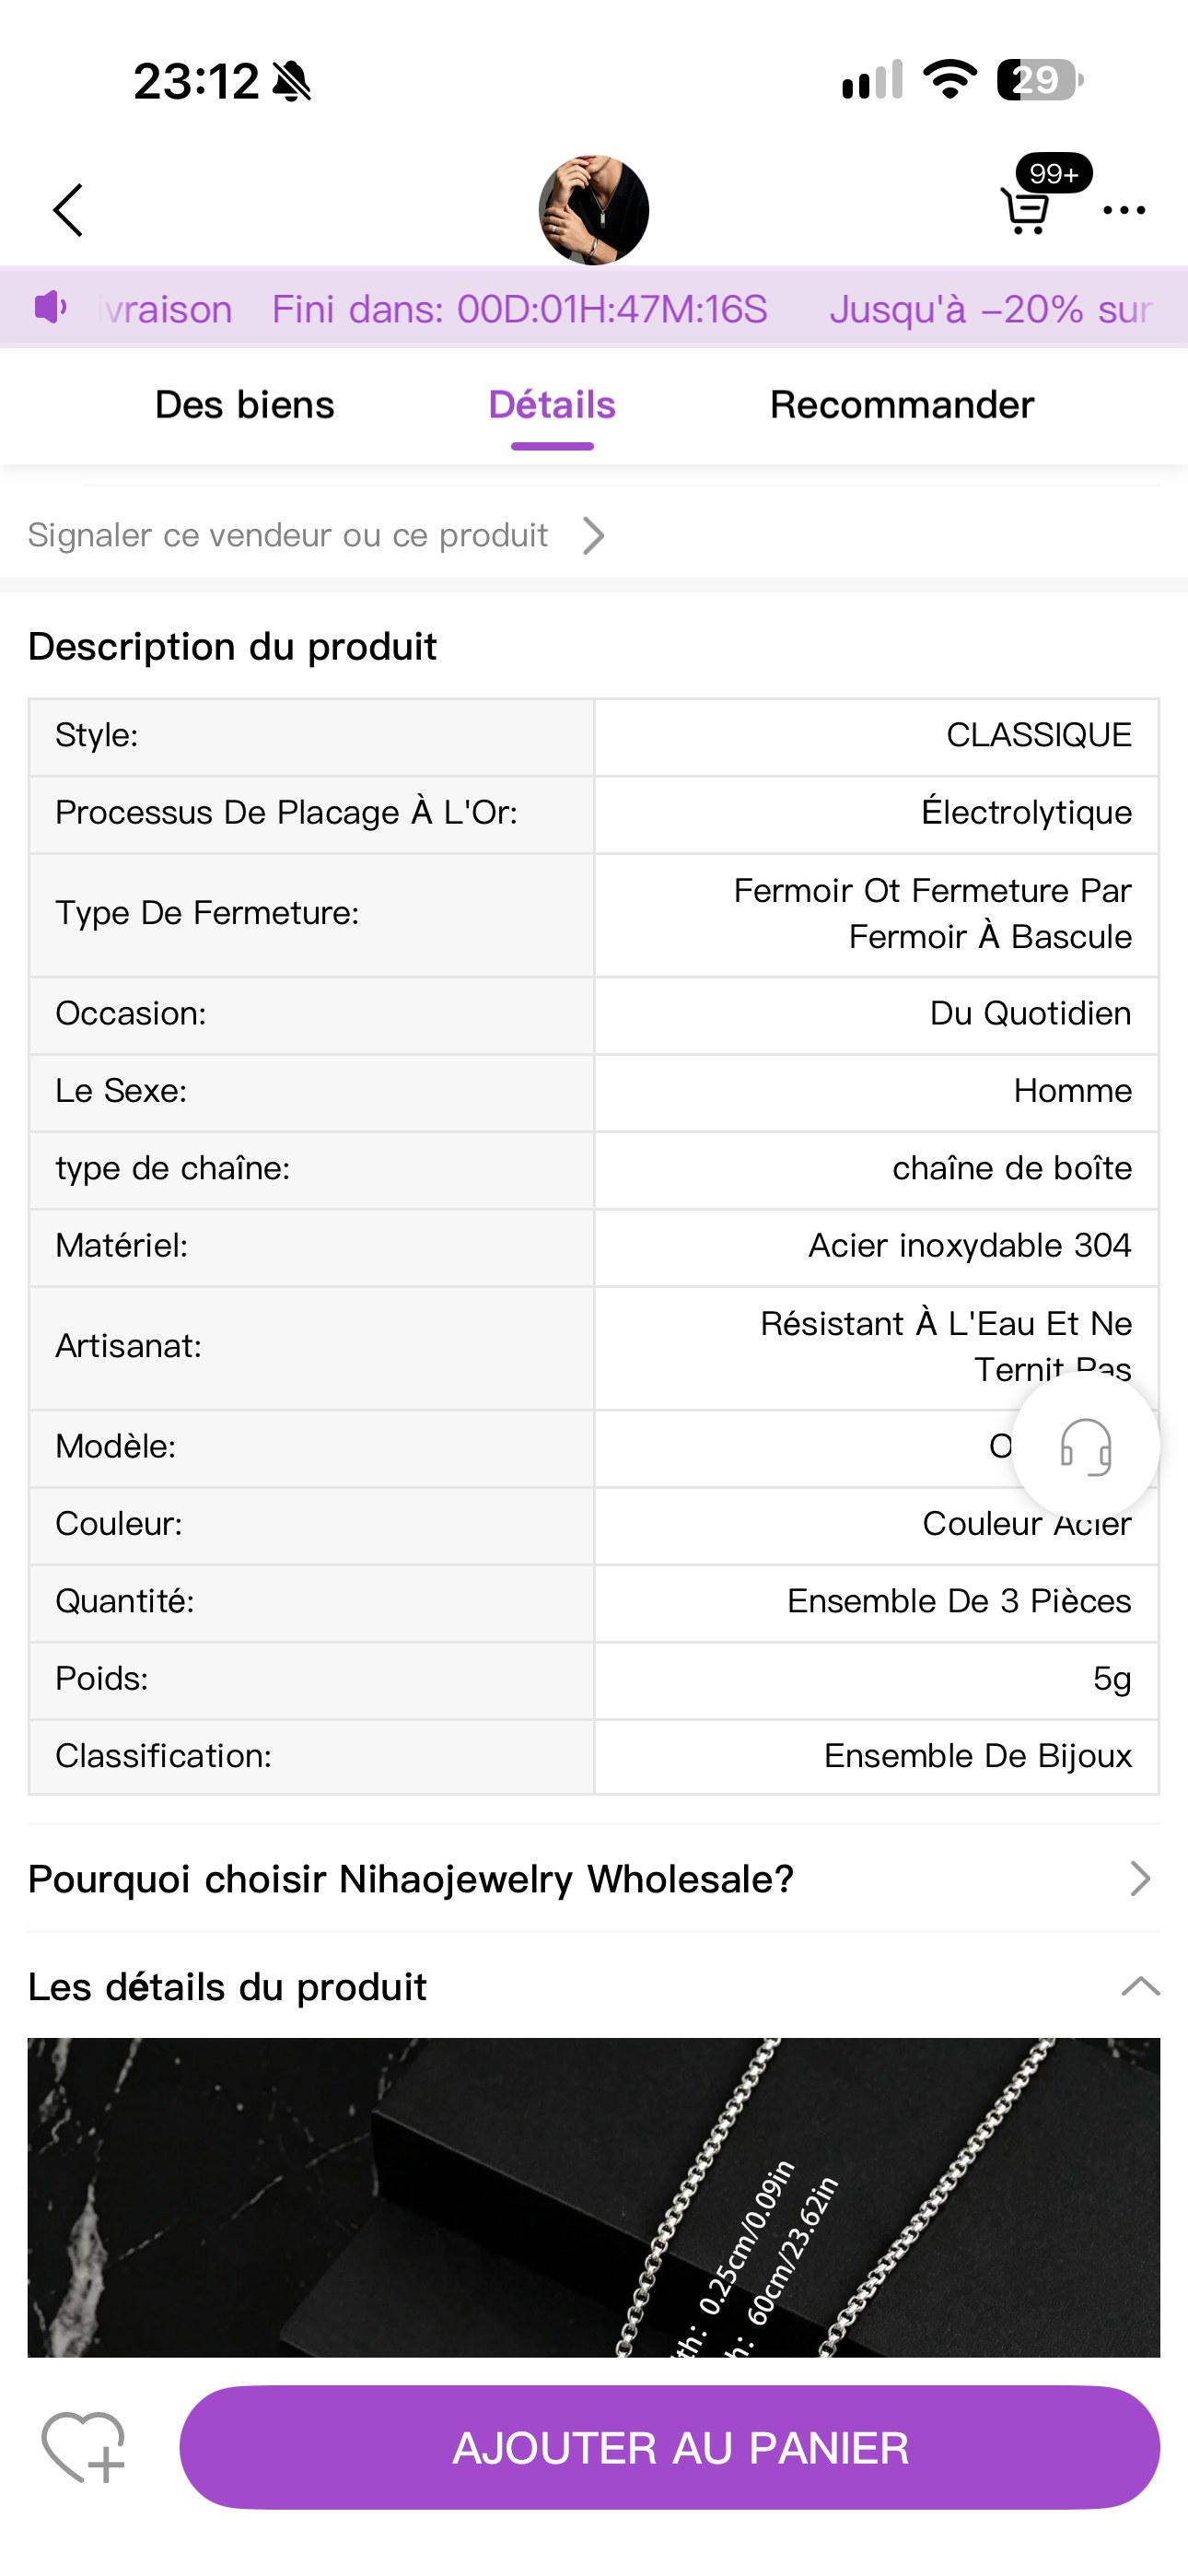 23:12
29
99+
vraison Fini dans: 00D:01H:47M:16S Jusqu'à –20% sur
Des biens Détails Recommander
Signaler ce vendeur ou ce produit
Description du produit
Style: CLASSIQUE
Processus De Placage À L'Or: Électrolytique
Type De Fermeture: Fermoir Ot Fermeture Par
Fermoir À Bascule
Occasion: Du Quotidien
Le Sexe: Homme
type de chaîne: chaîne de boîte
Matériel: Acier inoxydable 304
Artisanat: Résistant À L'Eau Et Ne
Ternit Pas
Modèle:
Couleur: Couleur Acier
Quantité: Ensemble De 3 Pièces
Poids: 5g
Classification: Ensemble De Bijoux
Pourquoi choisir Nihaojewelry Wholesale?
Les détails du produit
0.25cm/0.09in
60cm/23.62in
AJOUTER AU PANIER